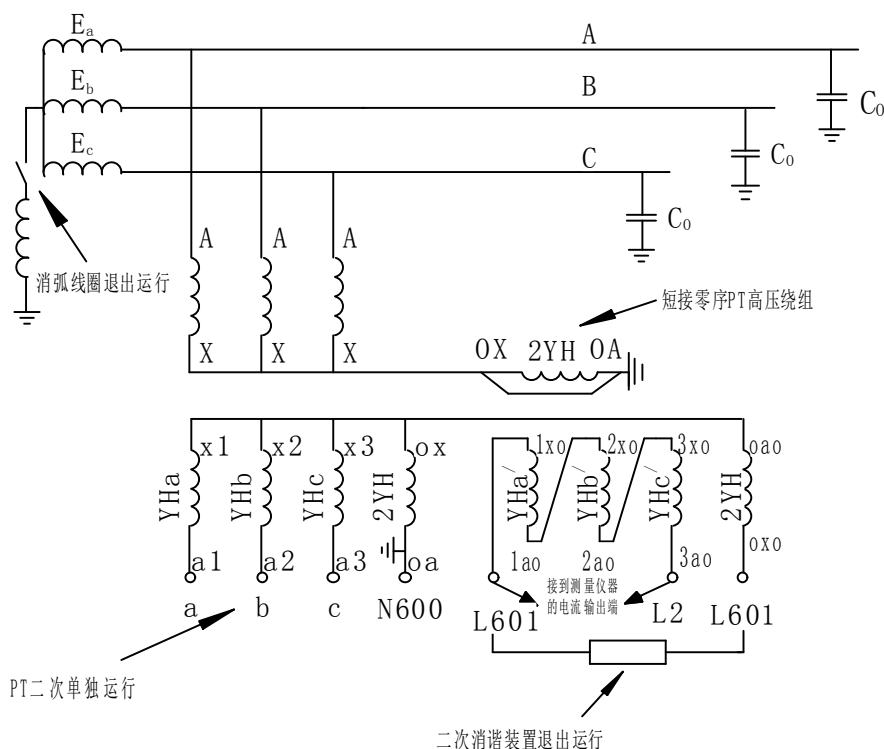 Ea
A
Eb
B
C0
Ec
C
C0
C0
消弧线圈退出运行
A
A
A
短接零序PT高压绕组
X
X
X
OX
2YH
OA
x1
x2
x3
ox
1xo
2xo
3xo
oao
YHa
YHb
YHc
2YH
YHa′
YHb′
YHc′
2YH
a1
a2
a3
oa
1ao
2ao
3ao
oxo
a
b
c
N600
接到测量仪器
的电流输出端
L601
L2
L601
PT二次单独运行
二次消谐装置退出运行